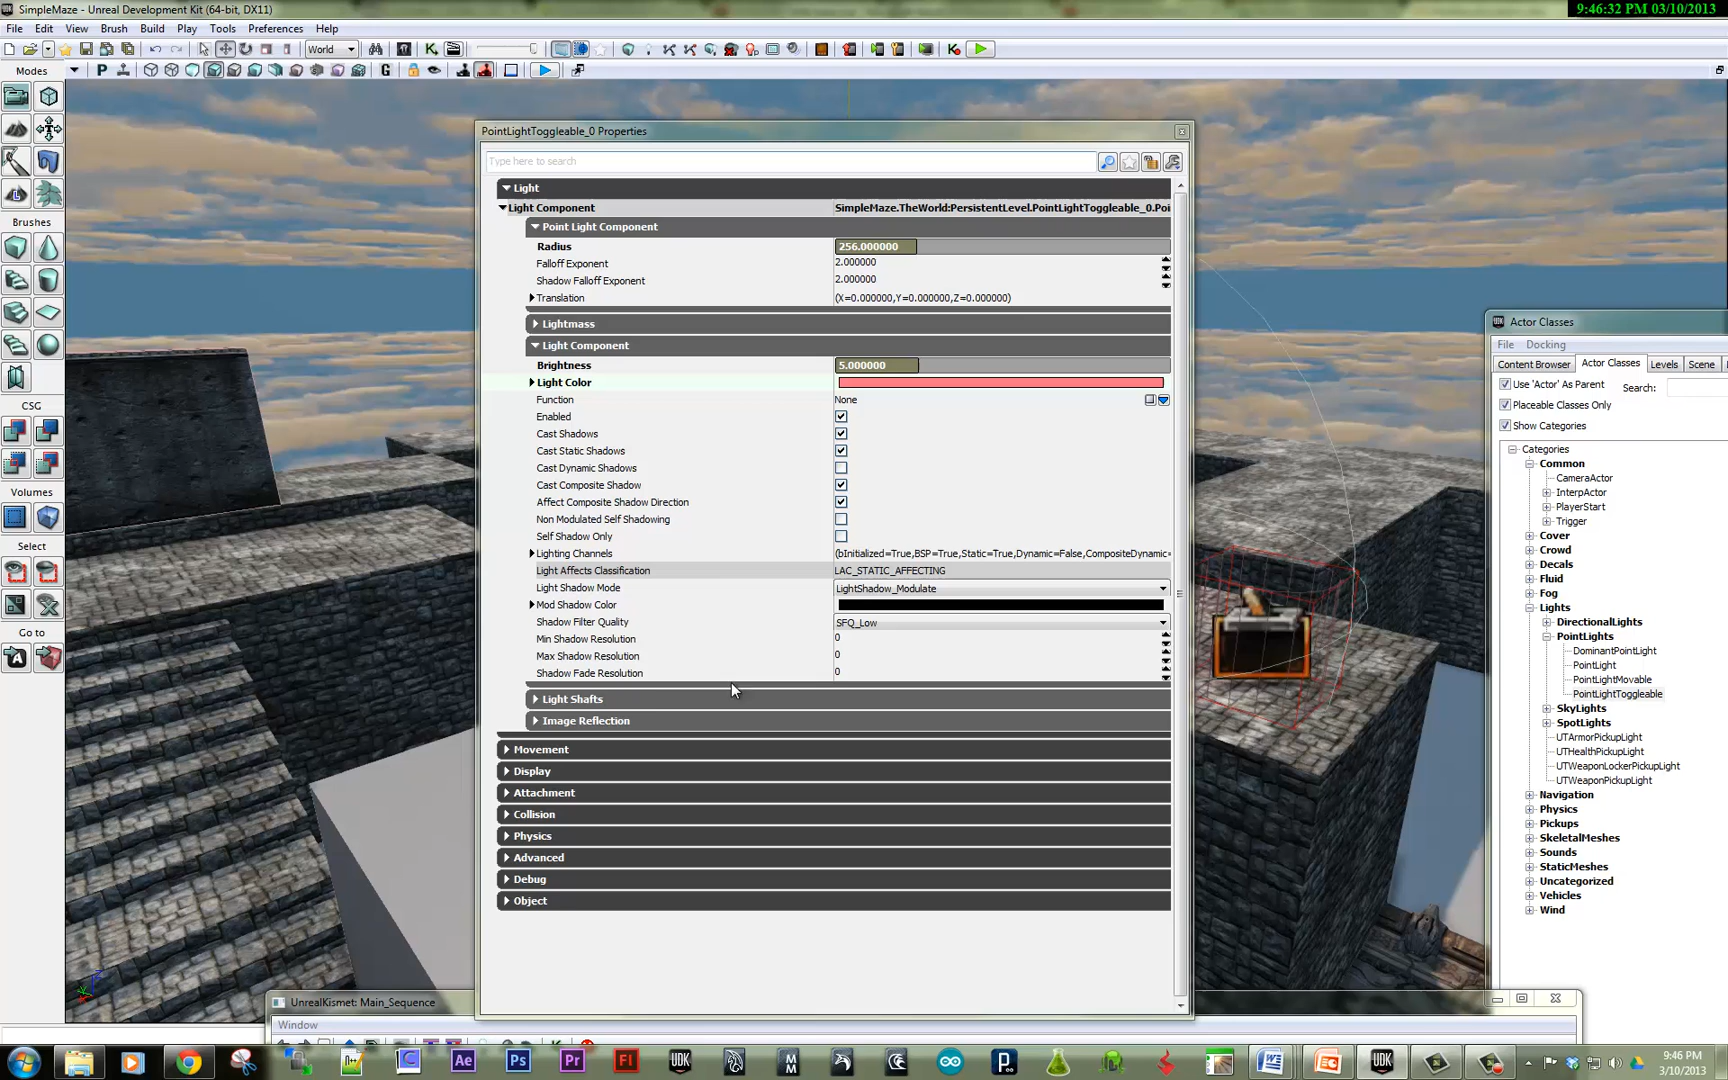 SimpleMaze - Unreal Development Kit (64-bit, DX11)
9:46:32 PM 03/10/2013
File Edit View Brush Build Play Tools Preferences Help
World
Modes
P
G
Brushes
CSG
Volumes
Select
Go to
PointLightToggleable_0 Properties
Type here to search
Light
Light Component SimpleMaze.TheWorld:PersistentLevel.PointLightToggleable_0.Poi
Point Light Component
Radius 256.000000
Falloff Exponent 2.000000
Shadow Falloff Exponent 2.000000
Translation (X=0.000000,Y=0.000000,Z=0.000000)
Lightmass
Light Component
Brightness 5.000000
Light Color
Function None
Enabled
Cast Shadows
Cast Static Shadows
Cast Dynamic Shadows
Cast Composite Shadow
Affect Composite Shadow Direction
Non Modulated Self Shadowing
Self Shadow Only
Lighting Channels (bInitialized=True,BSP=True,Static=True,Dynamic=False,CompositeDynamic=
Light Affects Classification LAC_STATIC_AFFECTING
Light Shadow Mode LightShadow_Modulate
Mod Shadow Color
Shadow Filter Quality SFQ_Low
Min Shadow Resolution 0
Max Shadow Resolution 0
Shadow Fade Resolution 0
Light Shafts
Image Reflection
Movement
Display
Attachment
Collision
Physics
Advanced
Debug
Object
Actor Classes
File Docking
Content Browser Actor Classes Levels Scene
Use 'Actor' As Parent Search:
Placeable Classes Only
Show Categories
Categories
Common
CameraActor
InterpActor
PlayerStart
Trigger
Cover
Crowd
Decals
Fluid
Fog
Lights
DirectionalLights
PointLights
DominantPointLight
PointLight
PointLightMovable
PointLightToggleable
SkyLights
SpotLights
UTArmorPickupLight
UTHealthPickupLight
UTWeaponLockerPickupLight
UTWeaponPickupLight
Navigation
Physics
Pickups
SkeletalMeshes
Sounds
StaticMeshes
Uncategorized
Vehicles
Wind
UnrealKismet: Main_Sequence
Window
Ae Ps Pr Fl UDK
9:46 PM
3/10/2013